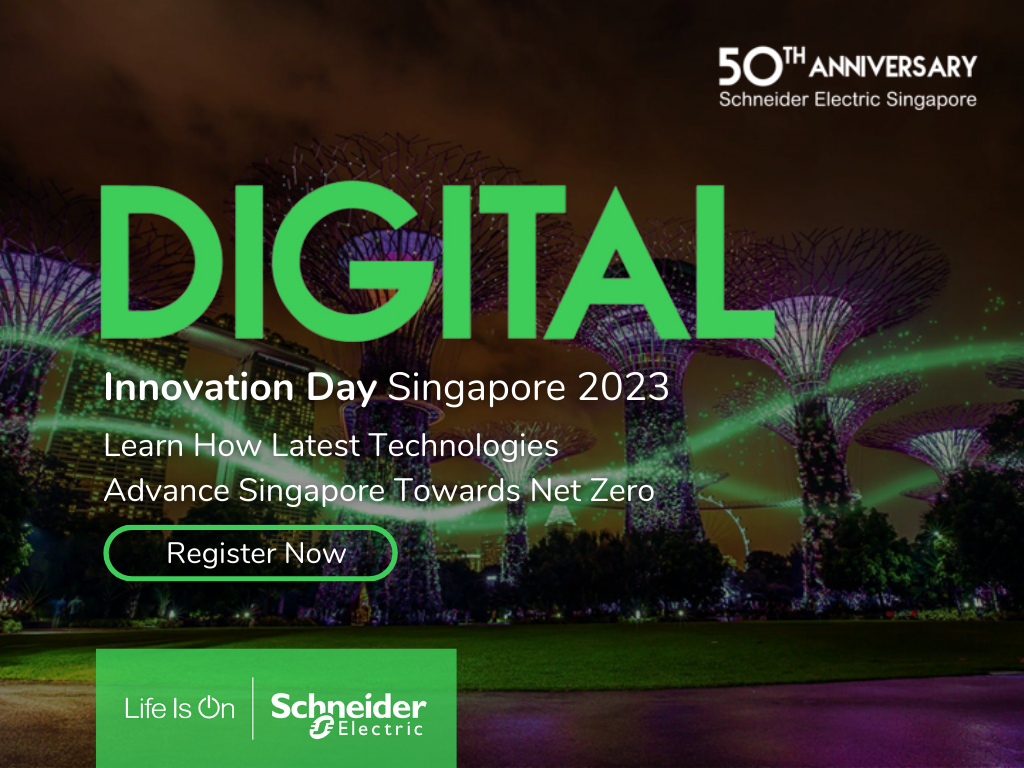 50TH ANNIVERSARY
Schneider Electric Singapore
DIGITAL
Innovation Day Singapore 2023
Learn How Latest Technologies
Advance Singapore Towards Net Zero
Register Now
Life Is On
Schneider
Electric